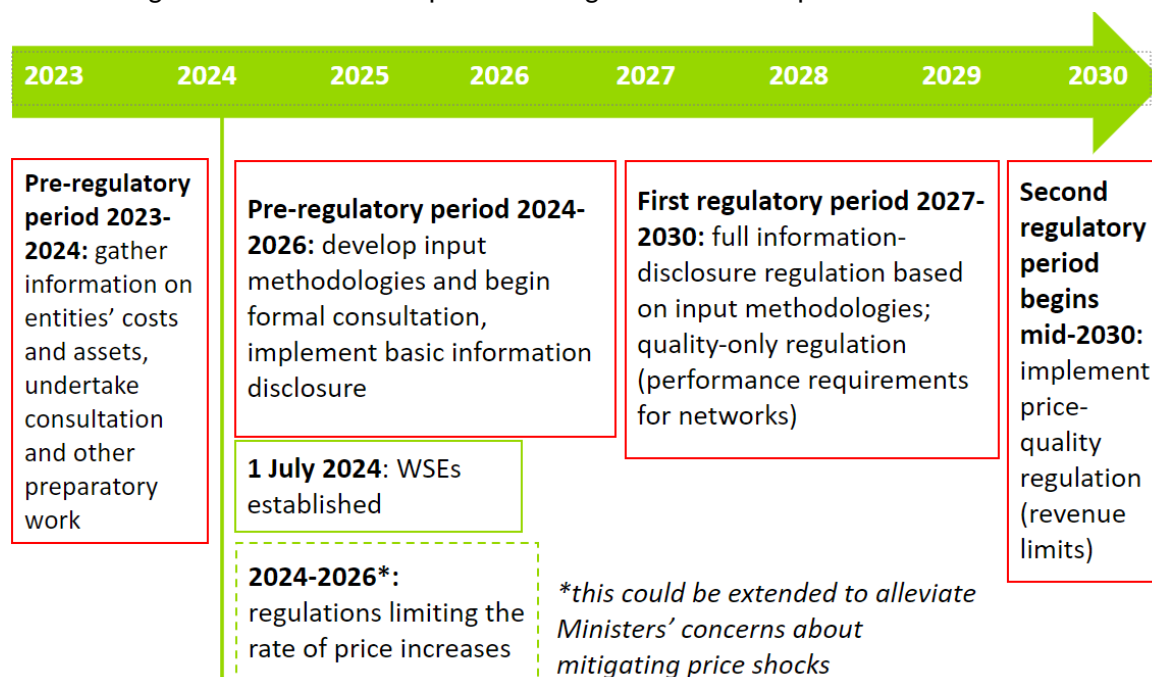 2023 2024 2025 2026 2027 2028 2029 2030
Pre-regulatory
period 2023-
2024: gather
information on
entities’ costs
and assets,
undertake
consultation
and other
preparatory
work
Pre-regulatory period 2024-
2026: develop input
methodologies and begin
formal consultation,
implement basic information
disclosure
1 July 2024: WSEs
established
2024-2026*:
regulations limiting the
rate of price increases
*this could be extended to alleviate
Ministers’ concerns about
mitigating price shocks
First regulatory period 2027-
2030: full information-
disclosure regulation based
on input methodologies;
quality-only regulation
(performance requirements
for networks)
Second
regulatory
period
begins
mid-2030:
implement
price-
quality
regulation
(revenue
limits)